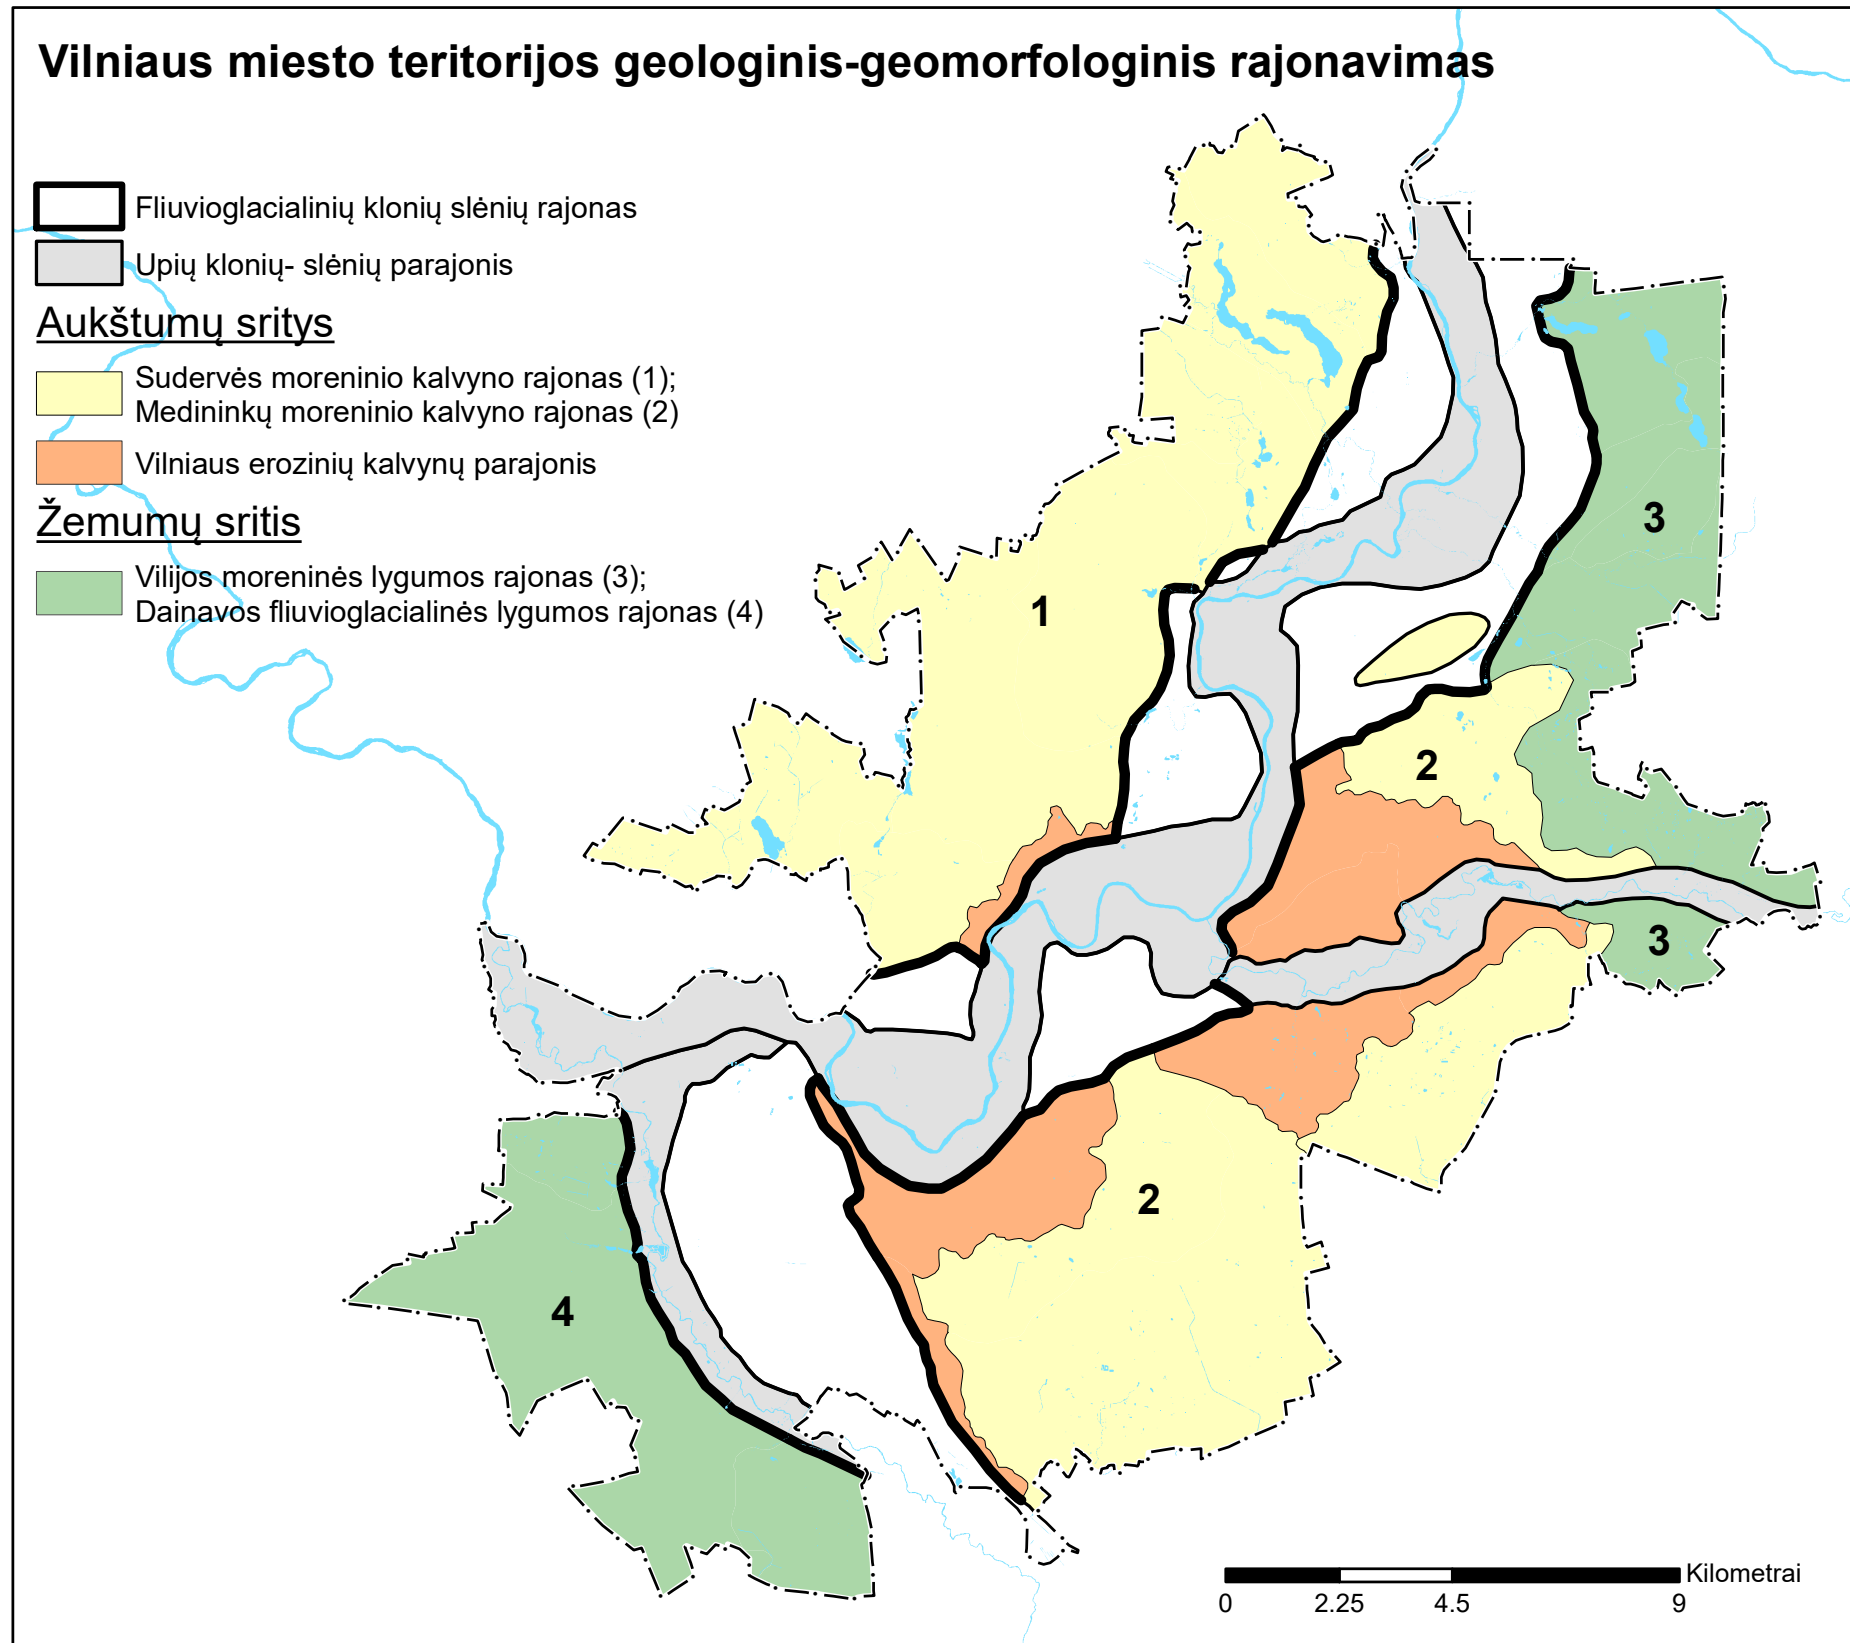 Vilniaus miesto teritorijos geologinis-geomorfologinis rajonavimas
Fliuvioglacialinių klonių slėnių rajonas
Upių klonių- slėnių parajonis
Aukštumų sritys
Sudervės moreninio kalvyno rajonas (1);
Medininkų moreninio kalvyno rajonas (2)
Vilniaus erozinių kalvynų parajonis
Žemumų sritis
Vilijos moreninės lygumos rajonas (3);
Dainavos fliuvioglacialinės lygumos rajonas (4)
3
1
2
3
2
4
Kilometrai
0 2.25 4.5 9